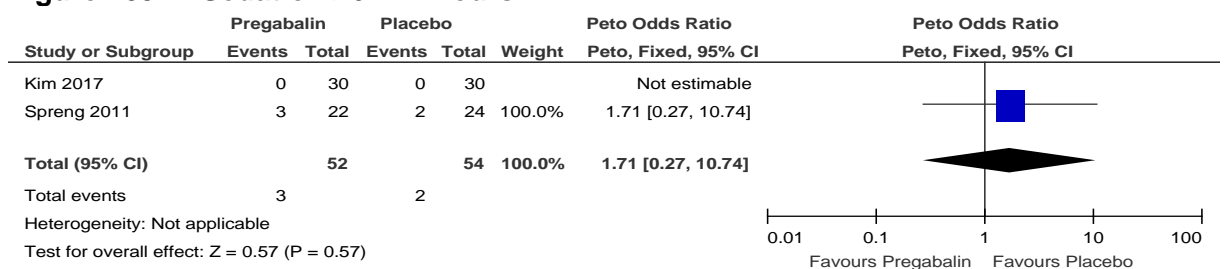 Pregabalin Placebo Peto Odds Ratio Peto Odds Ratio
Study or Subgroup Events Total Events Total Weight Peto, Fixed, 95% CI Peto, Fixed, 95% CI
Kim 2017 0 30 0 30 Not estimable
Spreng 2011 3 22 2 24 100.0% 1.71 [0.27, 10.74]
Total (95% CI) 52 54 100.0% 1.71 [0.27, 10.74]
Total events 3 2
Heterogeneity: Not applicable
Test for overall effect: Z = 0.57 (P = 0.57)
0.01 0.1 1 10 100
Favours Pregabalin Favours Placebo